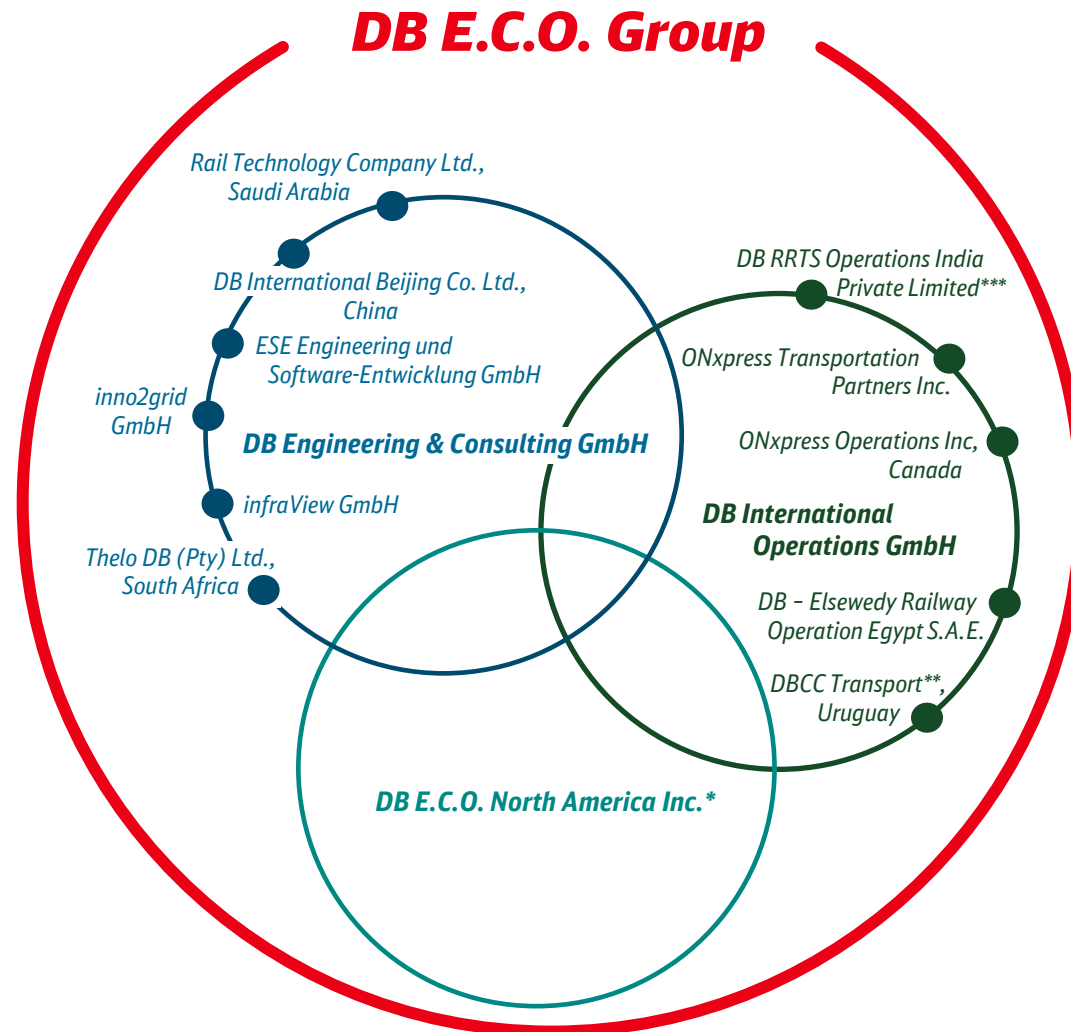 DB E.C.O. Group
Rail Technology Company Ltd.,
Saudi Arabia
DB International Beijing Co. Ltd.,
China
ESE Engineering und
Software-Entwicklung GmbH
inno2grid
GmbH
DB Engineering & Consulting GmbH
infraView GmbH
Thelo DB (Pty) Ltd.,
South Africa
DB RRTS Operations India
Private Limited***
ONxpress Transportation
Partners Inc.
ONxpress Operations Inc,
Canada
DB International
Operations GmbH
DB – Elsewedy Railway
Operation Egypt S.A.E.
DBCC Transport**,
Uruguay
DB E.C.O. North America Inc.*